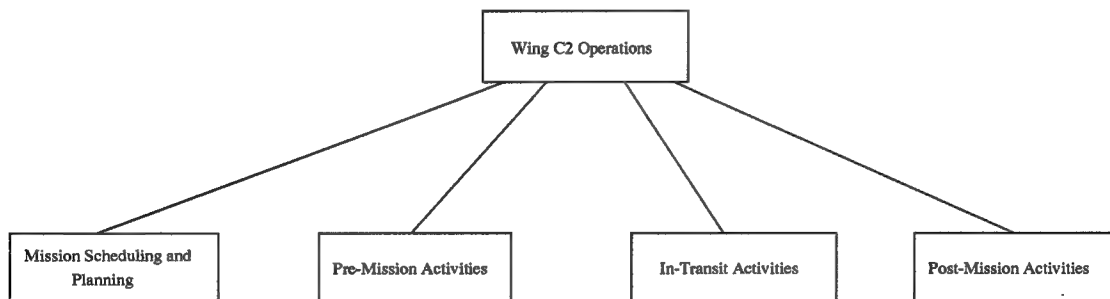 Wing C2 Operations
Mission Scheduling and
Planning
Pre-Mission Activities
In-Transit Activities
Post-Mission Activities